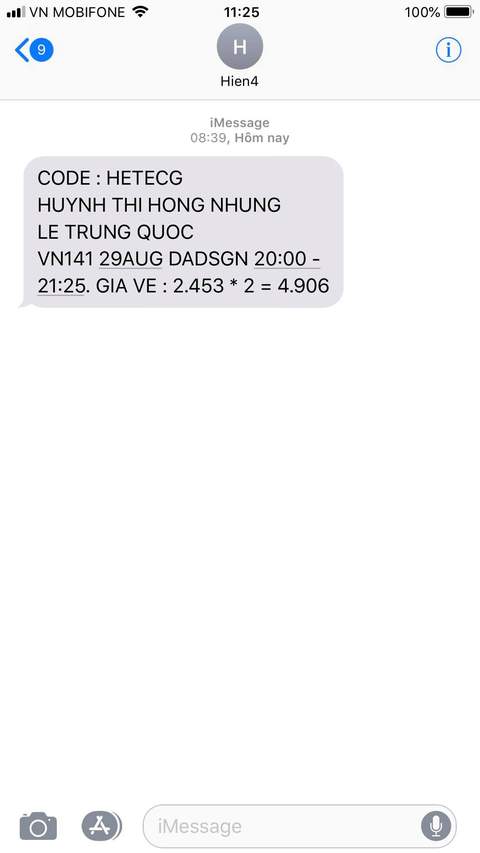 VN MOBIFONE 11:25 100%
9
H
Hien4
iMessage
08:39, Hôm nay
CODE : HETECG
HUYNH THI HONG NHUNG
LE TRUNG QUOC
VN141 29AUG DADSGN 20:00 -
21:25. GIA VE : 2.453 * 2 = 4.906
iMessage